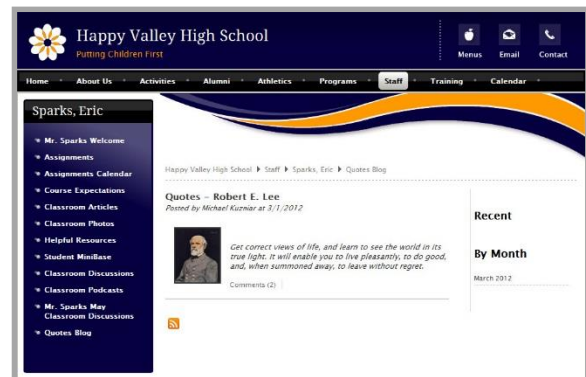 Happy Valley High School
Putting Children First
Menus Email Contact
Home About Us Activities Alumni Athletics Programs Staff Training Calendar
Sparks, Eric
Mr. Sparks Welcome
Assignments
Assignments Calendar
Course Expectations
Classroom Articles
Classroom Photos
Helpful Resources
Student MiniBase
Classroom Discussions
Classroom Podcasts
Mr. Sparks May
Classroom Discussions
Quotes Blog
Happy Valley High School Staff Sparks, Eric Quotes Blog
Quotes – Robert E. Lee
Posted by Michael Kuzniar at 3/1/2012
Get correct views of life, and learn to see the world in its
true light. It will enable you to live pleasantly, to do good,
and, when summoned away, to leave without regret.
Comments (2)
Recent
By Month
March 2012